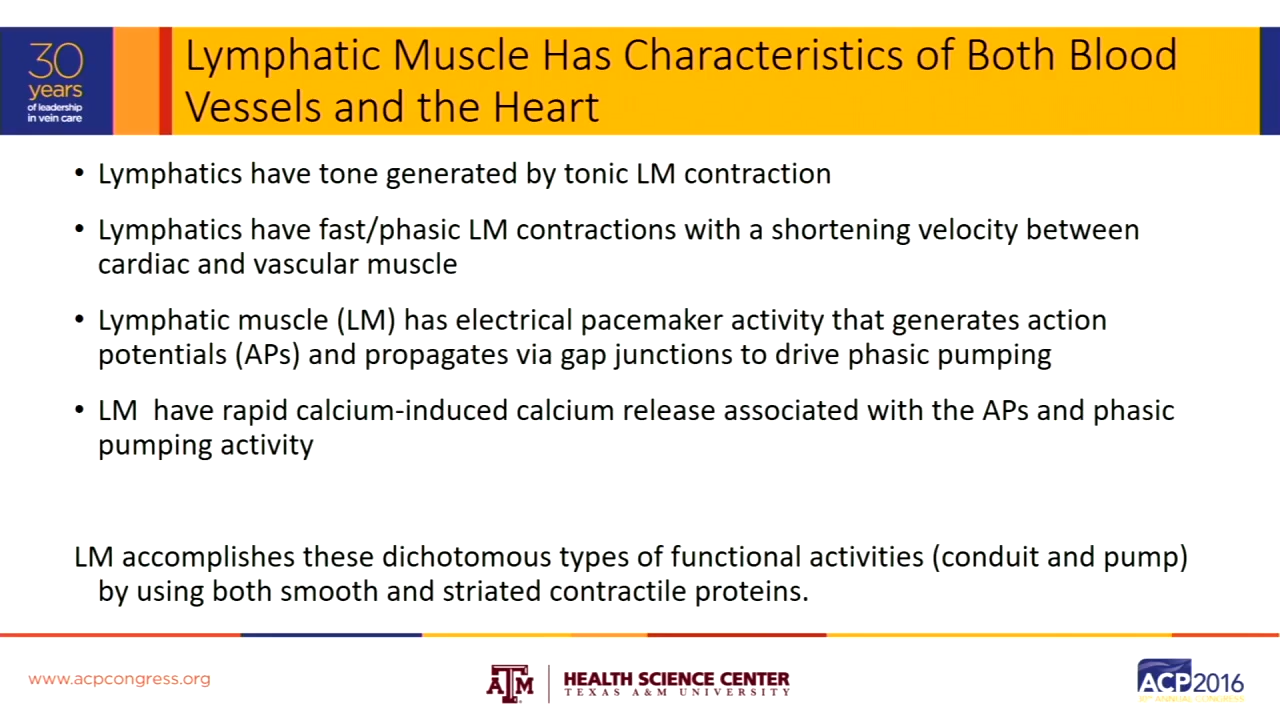 30
years
of leadership
in vein care
Lymphatic Muscle Has Characteristics of Both Blood
Vessels and the Heart
• Lymphatics have tone generated by tonic LM contraction
• Lymphatics have fast/phasic LM contractions with a shortening velocity between
cardiac and vascular muscle
• Lymphatic muscle (LM) has electrical pacemaker activity that generates action
potentials (APs) and propagates via gap junctions to drive phasic pumping
• LM  have rapid calcium-induced calcium release associated with the APs and phasic
pumping activity
LM accomplishes these dichotomous types of functional activities (conduit and pump)
by using both smooth and striated contractile proteins.
www.acpcongress.org
ATM
HEALTH SCIENCE CENTER
TEXAS A&M UNIVERSITY
ACP2016
ANNUAL CONGRESS